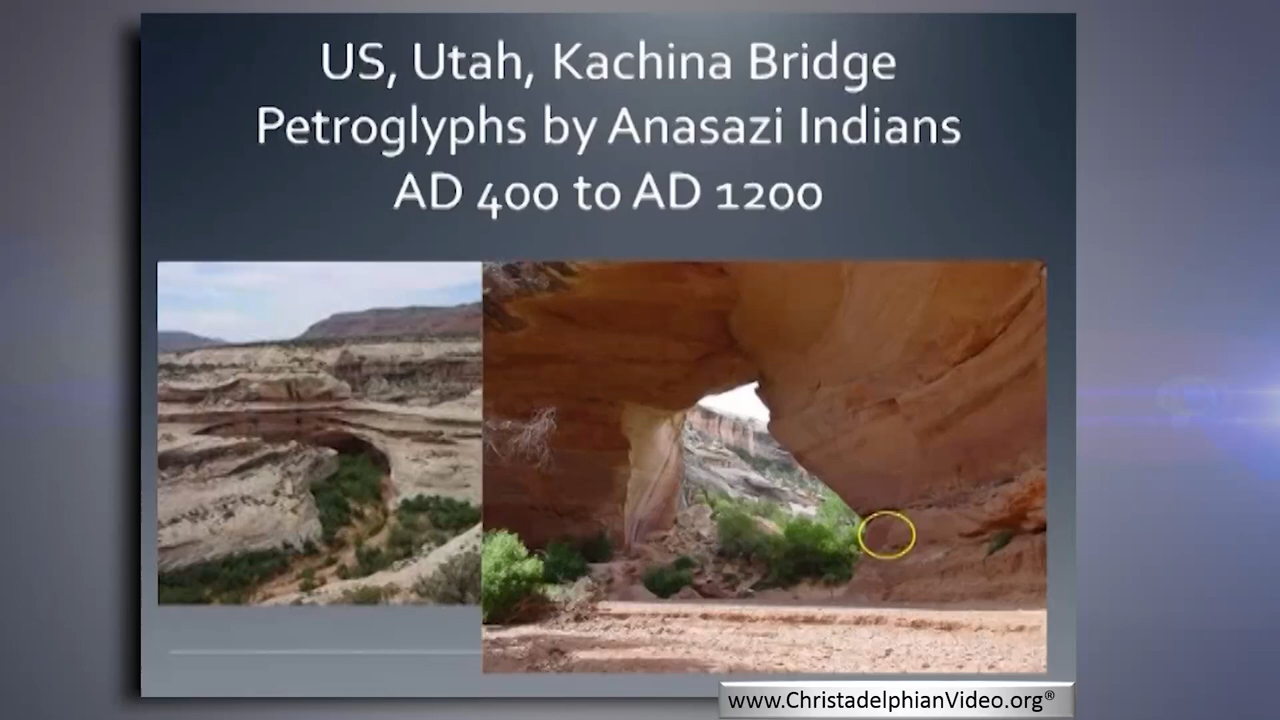 US, Utah, Kachina Bridge
Petroglyphs by Anasazi Indians
AD 400 to AD 1200
www.ChristadelphianVideo.org®